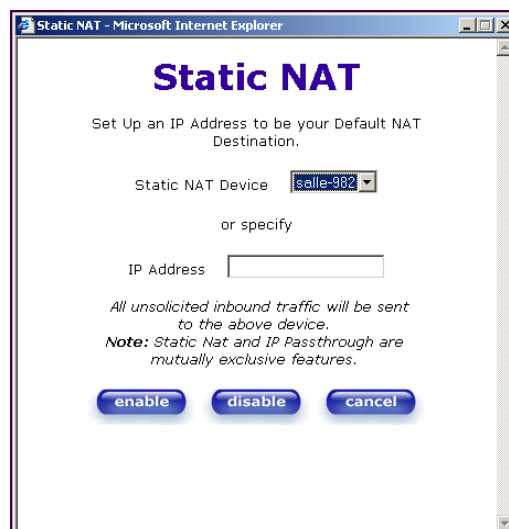 Static NAT - Microsoft Internet Explorer
Static NAT
Set Up an IP Address to be your Default NAT
Destination.
Static NAT Device salle-982
or specify
IP Address
All unsolicited inbound traffic will be sent
to the above device.
Note: Static Nat and IP Passthrough are
mutually exclusive features.
enable disable cancel